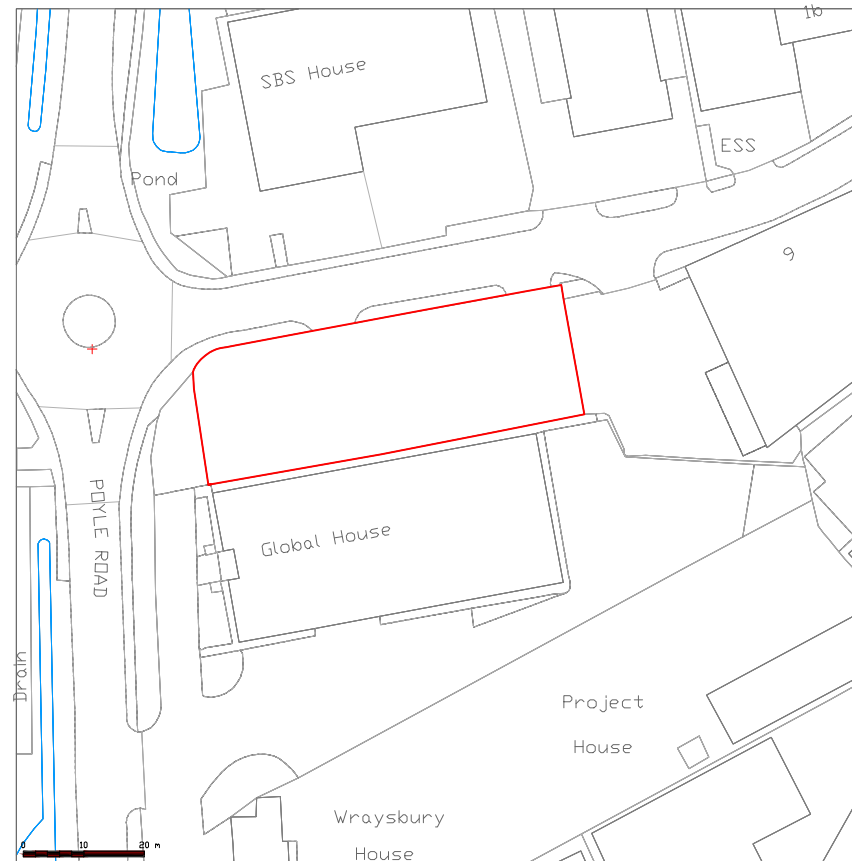 1b
SBS House
ESS
Pond
9
POYLE ROAD
Global House
Drain
Project
House
Wraysbury
House
0 10 20 m